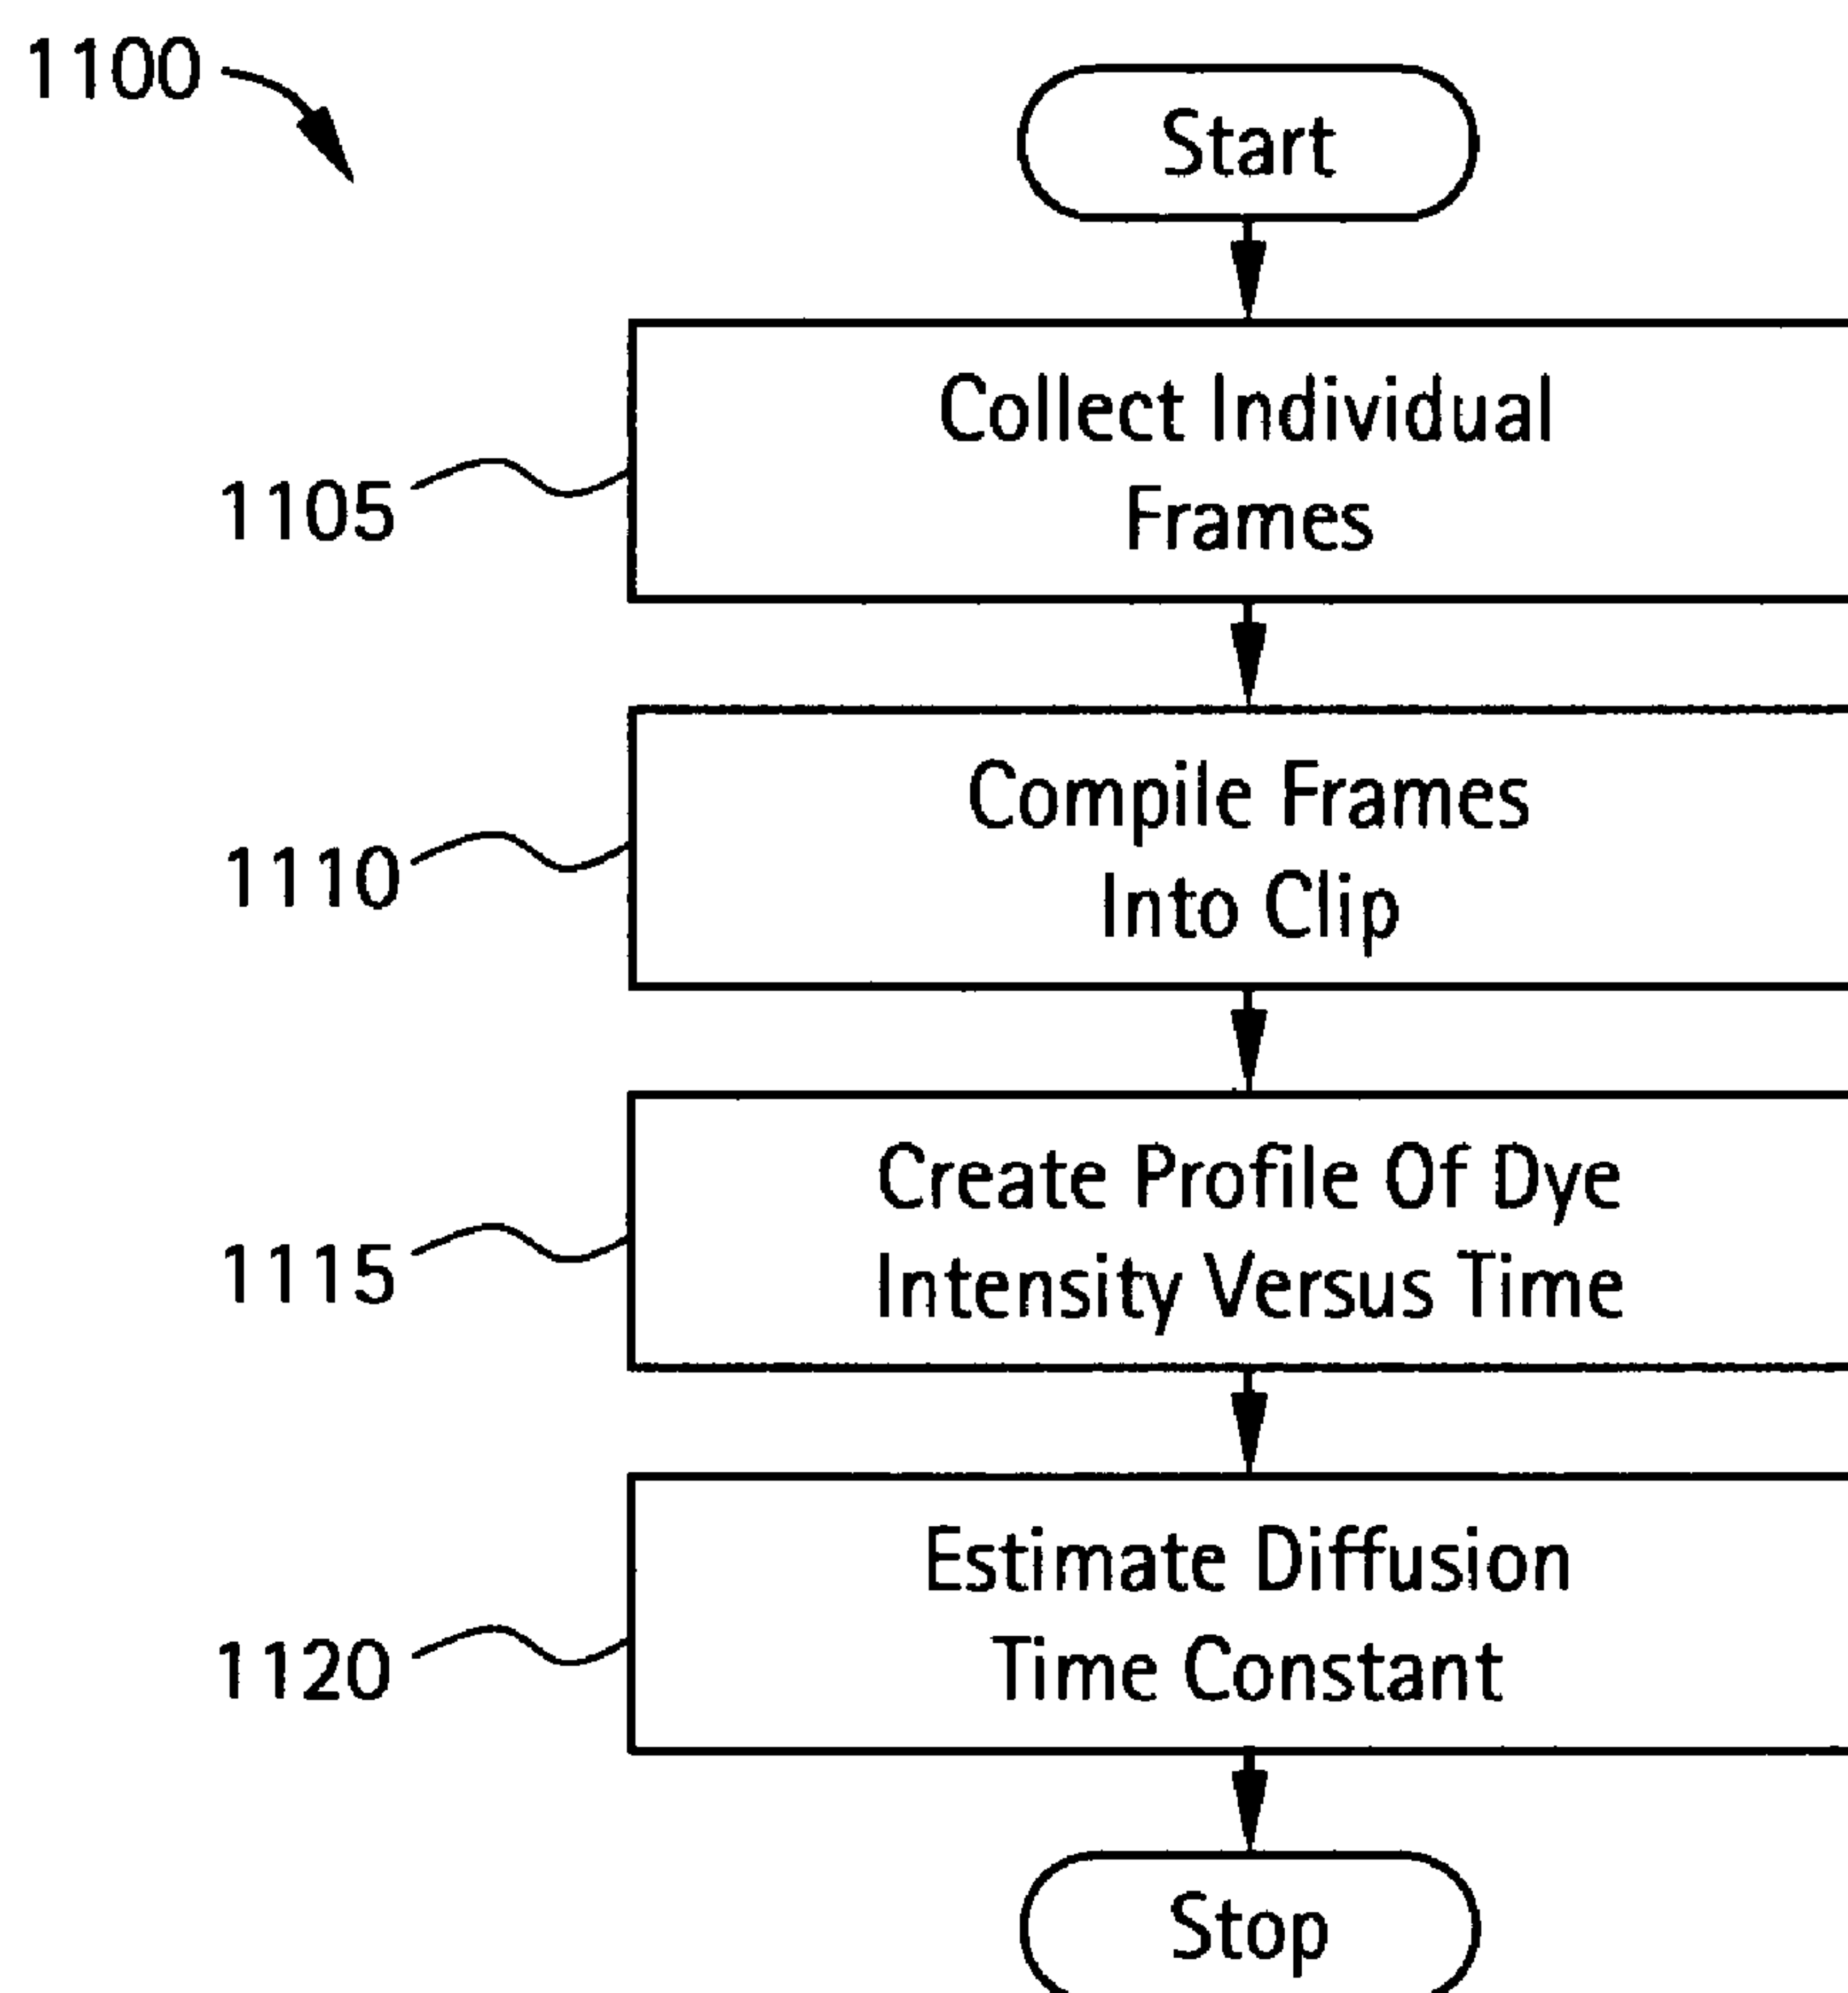 1100
Start
Collect Individual
Frames
1105
Compile Frames
Into Clip
1110
Create Profile Of Dye
Intensity Versus Time
1115
Estimate Diffusion
Time Constant
1120
Stop